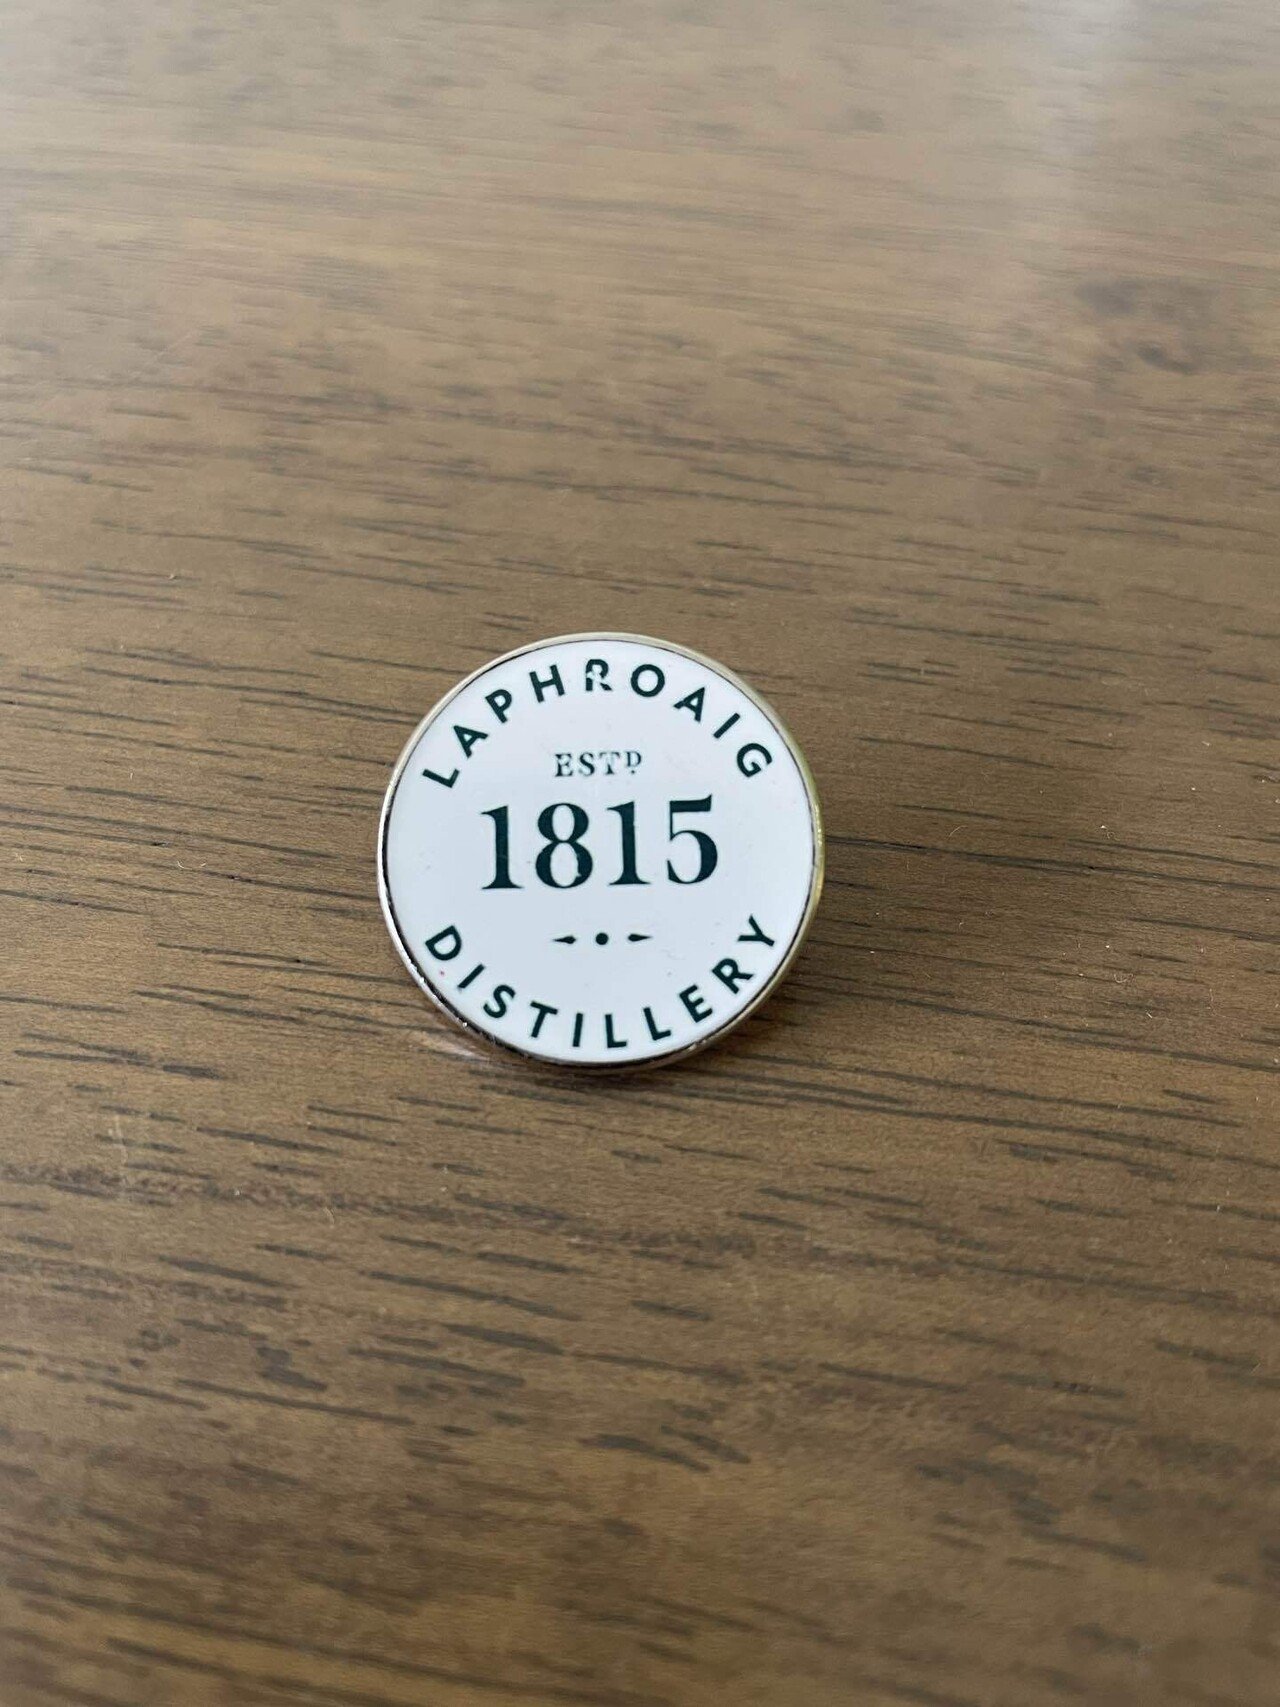 LAPHROAIG
ESTD
1815
DISTILLERY